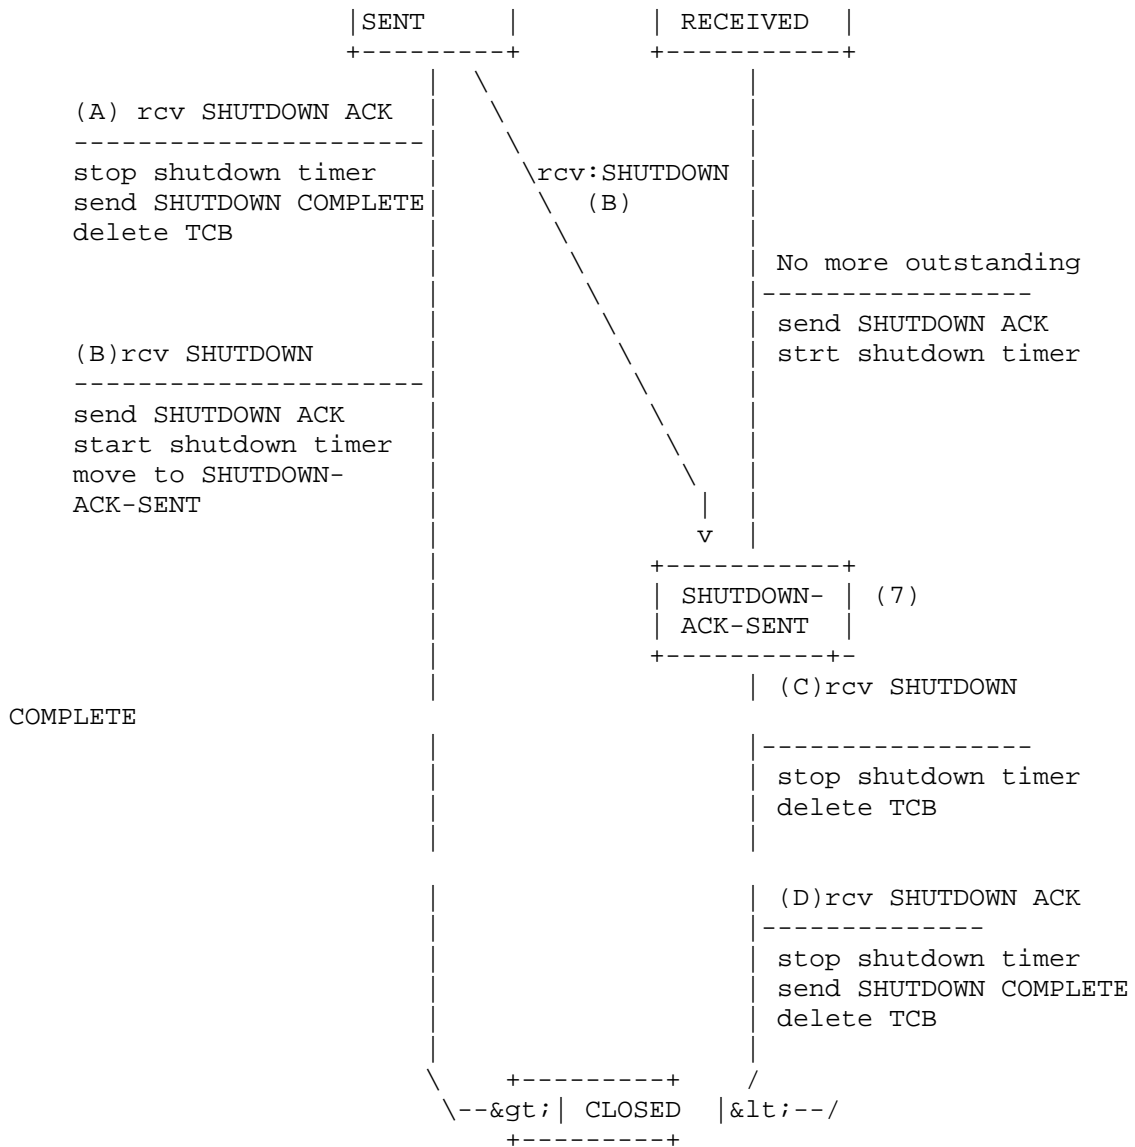 |SENT | | RECEIVED |
+---------+ +-----------+
| \ |
(A) rcv SHUTDOWN ACK | \ |
----------------------| \ |
stop shutdown timer | \rcv:SHUTDOWN |
send SHUTDOWN COMPLETE| \ (B) |
delete TCB | \ |
| \ | No more outstanding
| \ |-----------------
| \ | send SHUTDOWN ACK
(B)rcv SHUTDOWN | \ | strt shutdown timer
----------------------| \ |
send SHUTDOWN ACK | \ |
start shutdown timer | \ |
move to SHUTDOWN- | \ |
ACK-SENT | | |
| v |
| +-----------+
| | SHUTDOWN- | (7)
| | ACK-SENT |
| +----------+-
| | (C)rcv SHUTDOWN
COMPLETE
| |-----------------
| | stop shutdown timer
| | delete TCB
| |
| | (D)rcv SHUTDOWN ACK
| |--------------
| | stop shutdown timer
| | send SHUTDOWN COMPLETE
| | delete TCB
| |
\ +---------+ /
\--&gt;| CLOSED |&lt;--/
+---------+